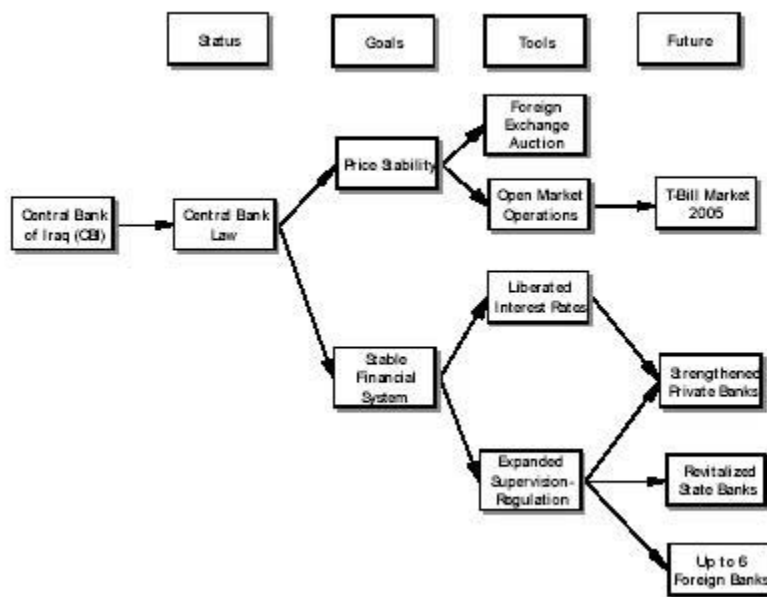 Status
Goals
Tools
Future
Foreign
Exchange
Auction
Price Stability
Central Bank
of Iraq (CBI)
Central Bank
Law
Open Market
Operations
T-Bill Market
2005
Liberated
Interest Rates
Stable
Financial
System
Strengthened
Private Banks
Expanded
Supervision-
Regulation
Revitalized
State Banks
Up to 6
Foreign Banks